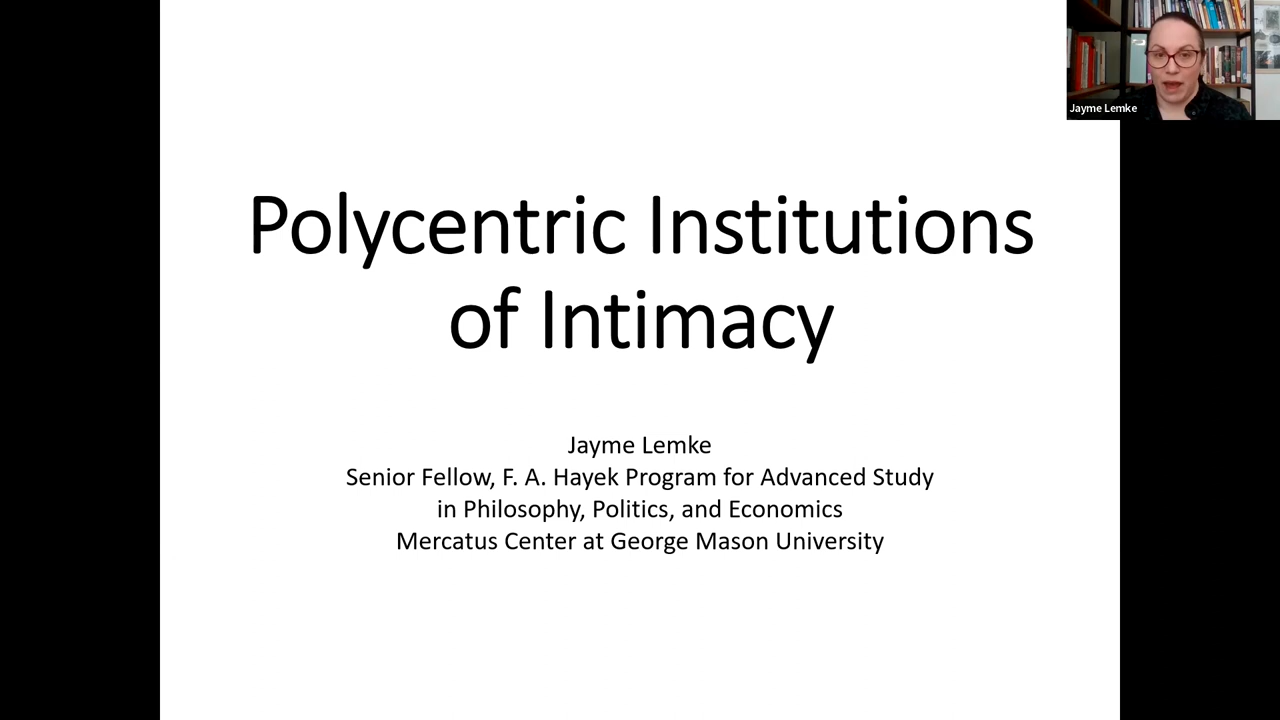 Jayme Lemke
Polycentric Institutions
of Intimacy
Jayme Lemke
Senior Fellow, F. A. Hayek Program for Advanced Study
in Philosophy, Politics, and Economics
Mercatus Center at George Mason University